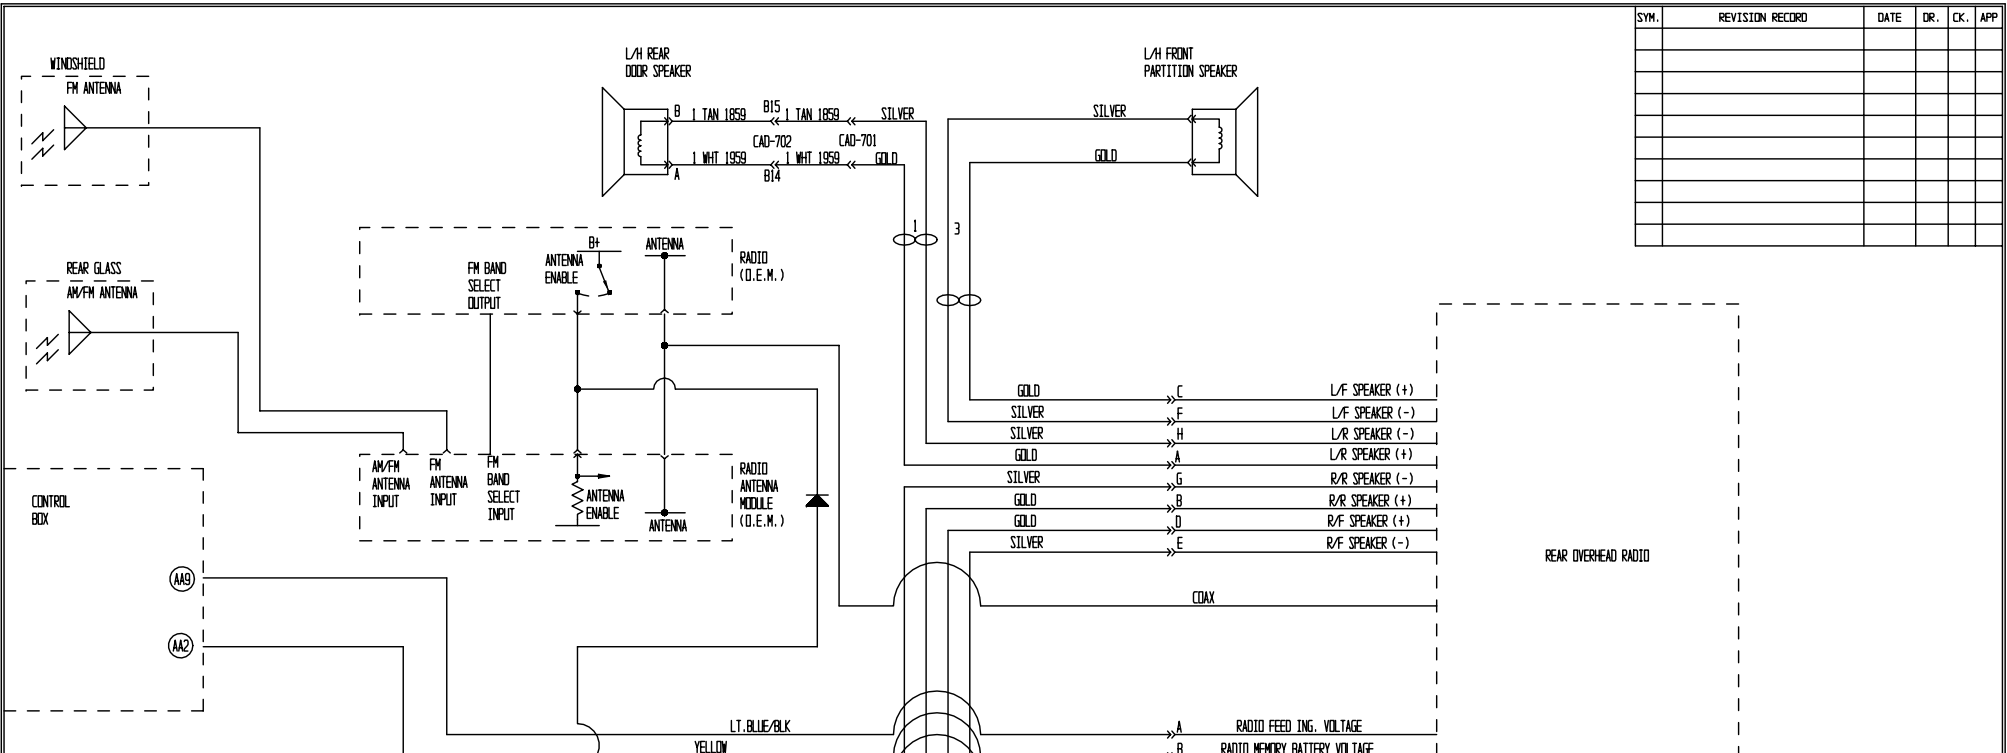 SYM. REVISION RECORD DATE DR. CK. APP
WINDSHIELD
FM ANTENNA
L/H REAR
DOOR SPEAKER
L/H FRONT
PARTITION SPEAKER
B 1 TAN 1859 B15 1 TAN 1859 SILVER
CAD-702 CAD-701
1 WHT 1959 1 WHT 1959 GOLD
A B14
SILVER
GOLD
1 3
REAR GLASS
AM/FM ANTENNA
FM BAND
SELECT
OUTPUT
ANTENNA
ENABLE
B+
ANTENNA
RADIO
(O.E.M.)
GOLD C L/F SPEAKER (+)
SILVER F L/F SPEAKER (-)
SILVER H L/R SPEAKER (-)
GOLD A L/R SPEAKER (+)
SILVER G R/R SPEAKER (-)
GOLD B R/R SPEAKER (+)
GOLD D R/F SPEAKER (+)
SILVER E R/F SPEAKER (-)
AM/FM
ANTENNA
INPUT
FM
ANTENNA
INPUT
FM
BAND
SELECT
INPUT
ANTENNA
ENABLE
ANTENNA
RADIO
ANTENNA
MODULE
(O.E.M.)
CONTROL
BOX
REAR OVERHEAD RADIO
AA9
COAX
AA2
LT.BLUE/BLK A RADIO FEED ING. VOLTAGE
YELLOW B RADIO MEMORY BATTERY VOLTAGE